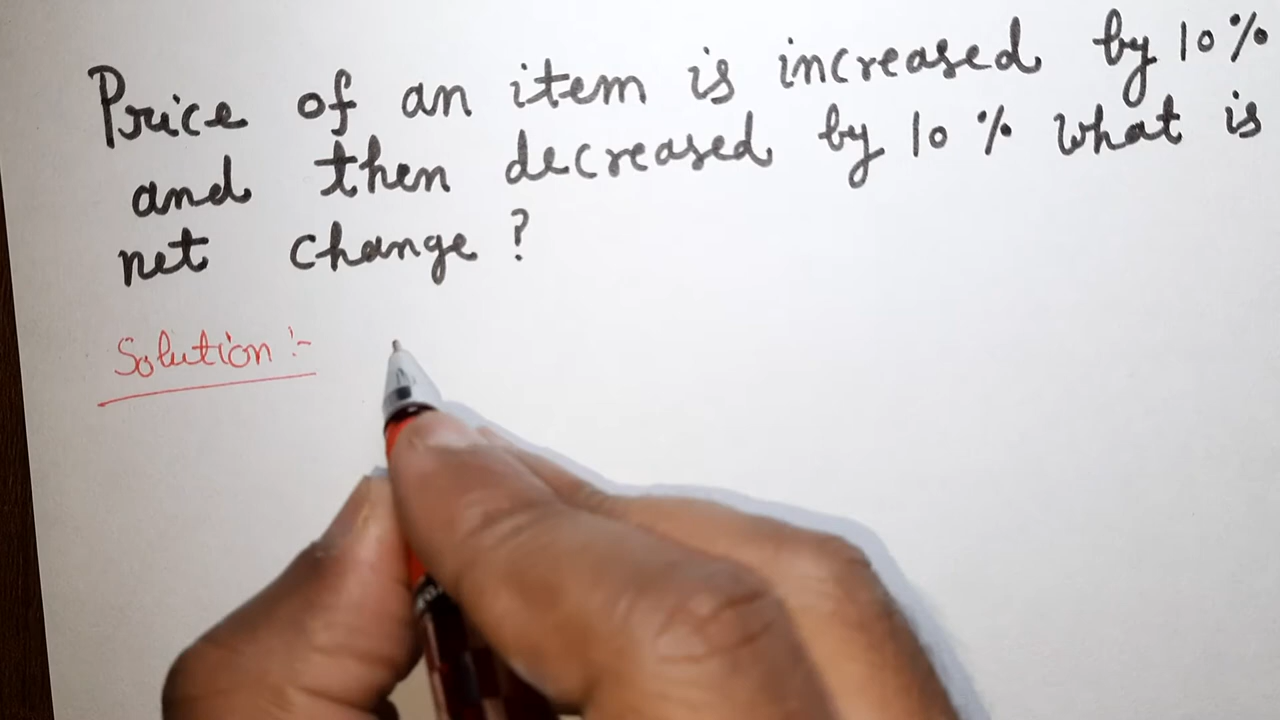 Price of an item is increased by 10%
and then decreased by 10% what is
net change?
Solution:-